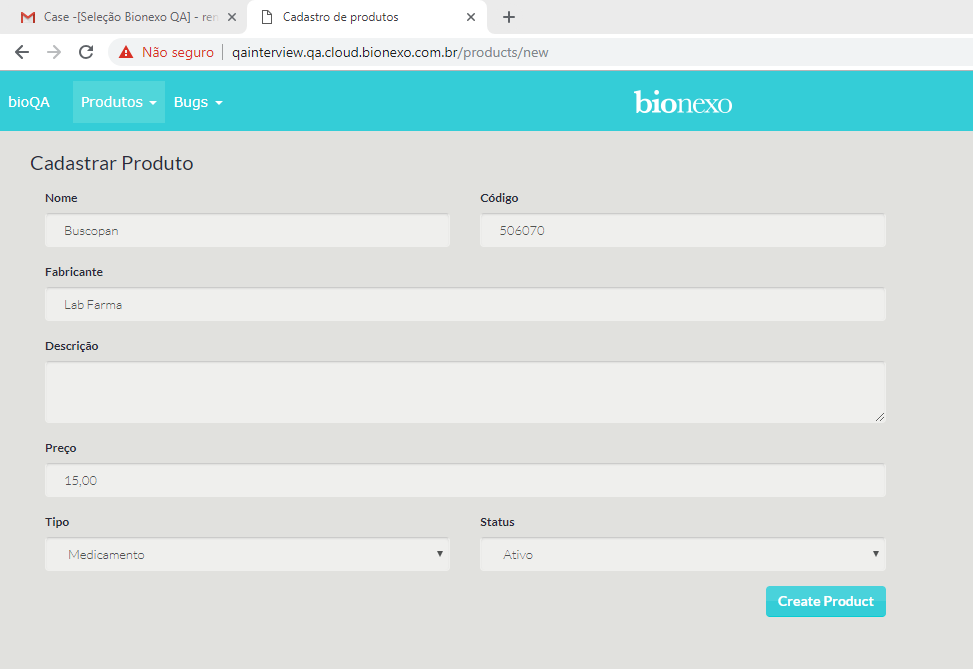 Case -[Seleção Bionexo QA] - ren
Cadastro de produtos
Não seguro
qainterview.qa.cloud.bionexo.com.br/products/new
bioQA Produtos Bugs bionexo
Cadastrar Produto
Nome Código
Buscopan 506070
Fabricante
Lab Farma
Descrição
Preço
15,00
Tipo Status
Medicamento Ativo
Create Product